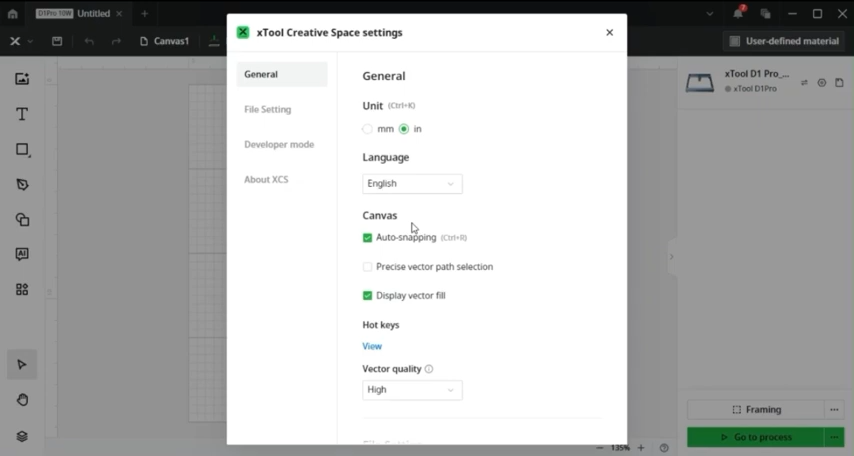 D1Pro 10W Untitled
7
xTool Creative Space settings
Canvas1
User-defined material
General
File Setting
Developer mode
About XCS
General
Unit (Ctrl+K)
mm in
Language
English
Canvas
Auto-snapping (Ctrl+R)
Precise vector path selection
Display vector fill
Hot keys
View
Vector quality
High
xTool D1 Pro_...
xTool D1Pro
Framing
Go to process
135%
T
AI